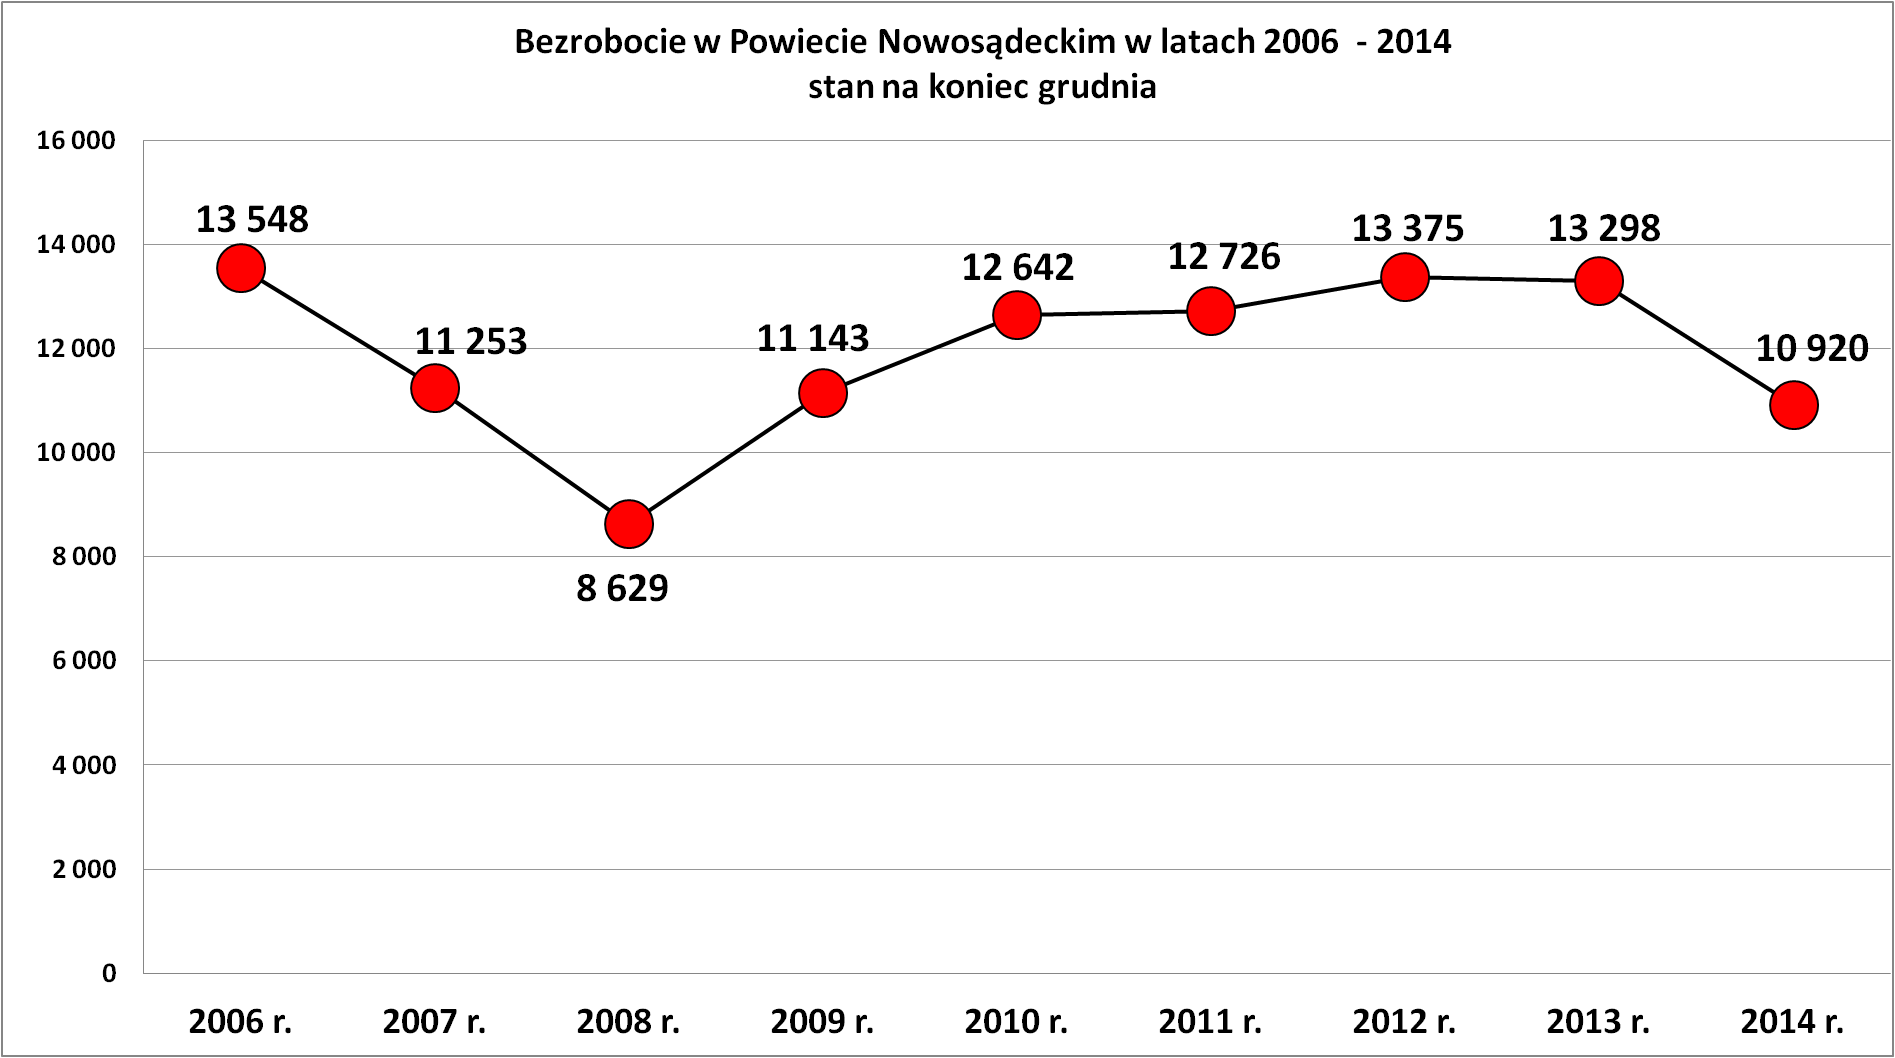 Bezrobocie w Powiecie Nowosądeckim w latach 2006 - 2014
stan na koniec grudnia
16 000
14 000
12 000
10 000
8 000
6 000
4 000
2 000
0
13 548
11 253
8 629
11 143
12 642
12 726
13 375
13 298
10 920
2006 r.
2007 r.
2008 r.
2009 r.
2010 r.
2011 r.
2012 r.
2013 r.
2014 r.